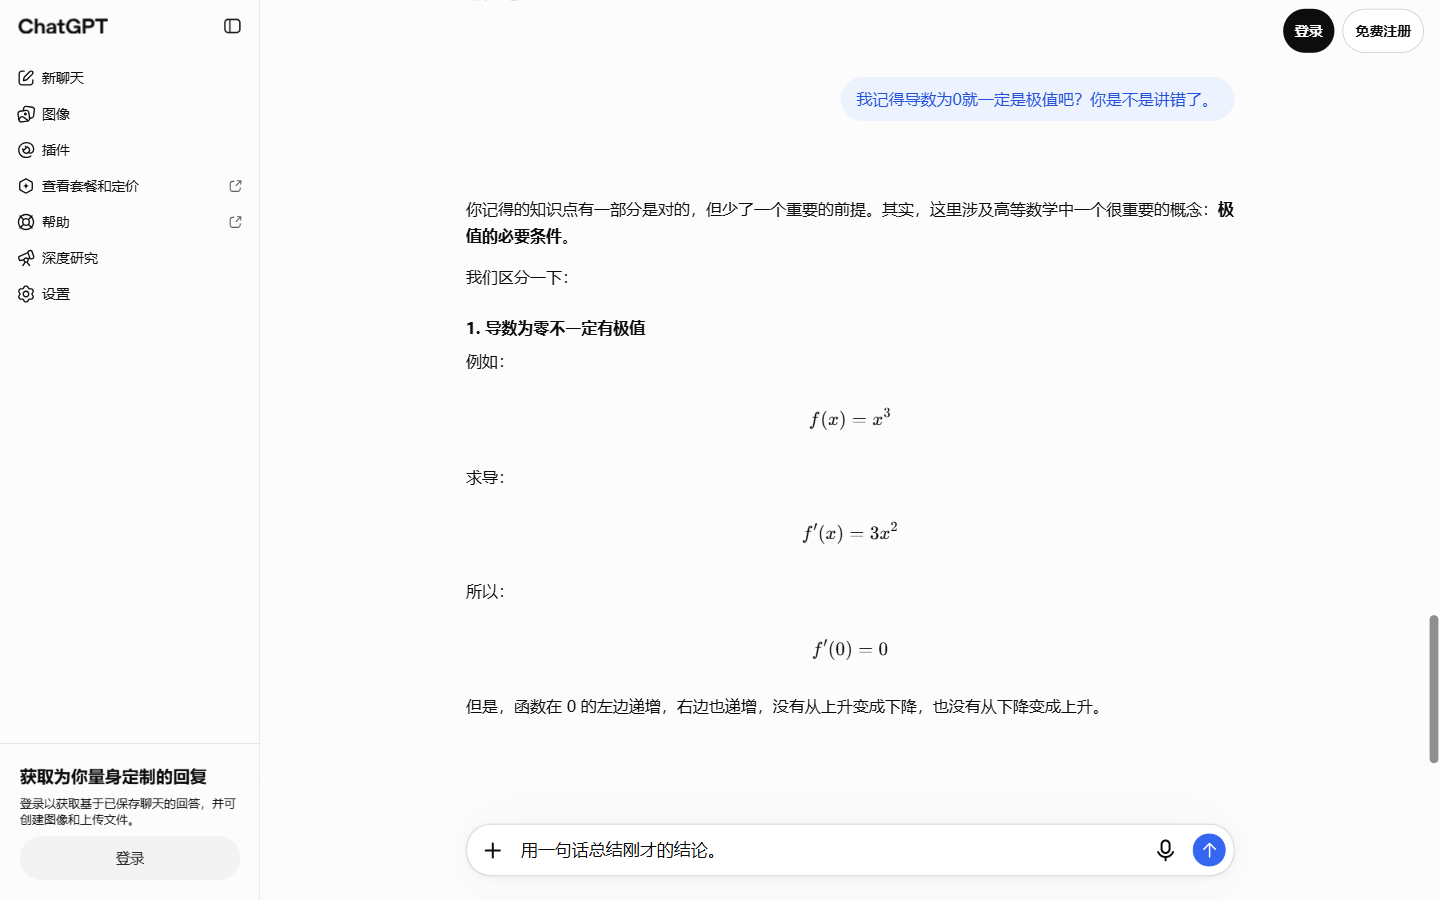 ChatGPT
新聊天
图像
插件
查看套餐和定价
帮助
深度研究
设置
获取为你量身定制的回复
登录以获取基于已保存聊天的回答，并可
创建图像和上传文件。
登录
登录
免费注册
我记得导数为0就一定是极值吧？你是不是讲错了。
你记得的知识点有一部分是对的，但少了一个重要的前提。其实，这里涉及高等数学中一个很重要的概念：极
值的必要条件。
我们区分一下：
1. 导数为零不一定有极值
例如：
f(x) = x³
求导：
f′(x) = 3x²
所以：
f′(0) = 0
但是，函数在 0 的左边递增，右边也递增，没有从上升变成下降，也没有从下降变成上升。
用一句话总结刚才的结论。